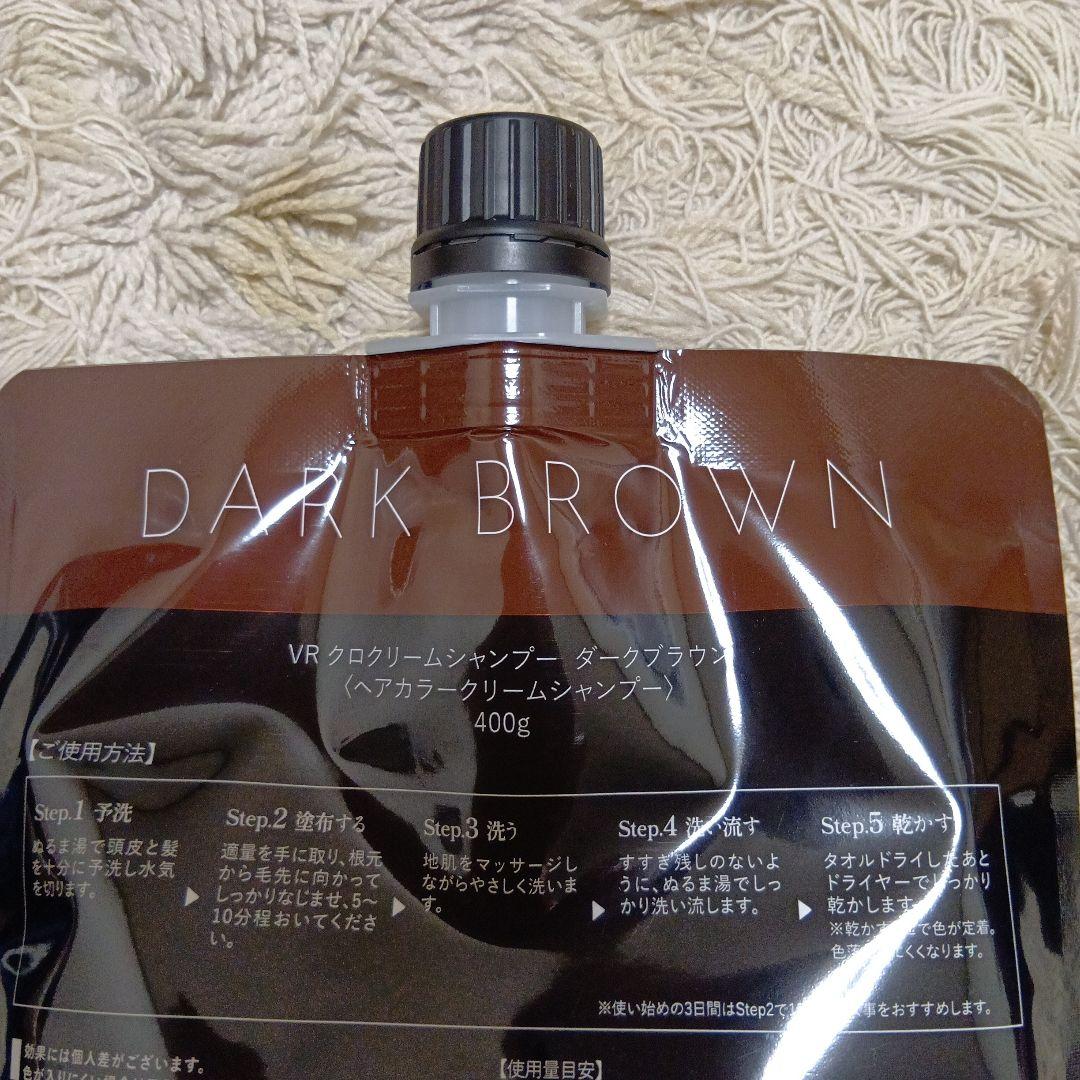 DARK BROWN
VR クロクリームシャンプー ダークブラウン
〈ヘアカラークリームシャンプー〉
400g
【ご使用方法】
Step.1 予洗
ぬるま湯で頭皮と髪
を十分に予洗し水気
を切ります。
Step.2 塗布する
適量を手に取り、根元
から毛先に向かって
しっかりなじませ、5〜
10分程おいてくださ
い。
Step.3 洗う
地肌をマッサージし
ながらやさしく洗いま
す。
Step.4 洗い流す
すすぎ残しのないよ
うに、ぬるま湯でしっ
かり洗い流します。
Step.5 乾かす
タオルドライしたあと
ドライヤーでしっかり
乾かします。
※乾かす で色が定着。
色落 にくくなります。
※使い始めの3日間はStep2で をおすすめします。
効果には個人差がございます。
【使用量目安】